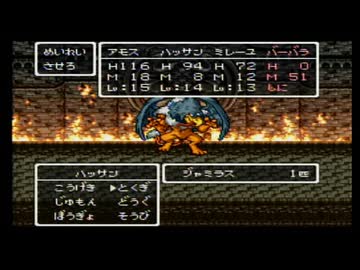 めいれい
させろ
アモス ハッサン ミレーユ バーバラ
H116 H 94 H 72 H 0
M 18 M 8 M 12 M 51
Lv:15 Lv:14 Lv:13 しに
ハッサン
こうげき とくぎ
じゅもん どうぐ
ぼうぎょ そうび
ジャミラス 1匹